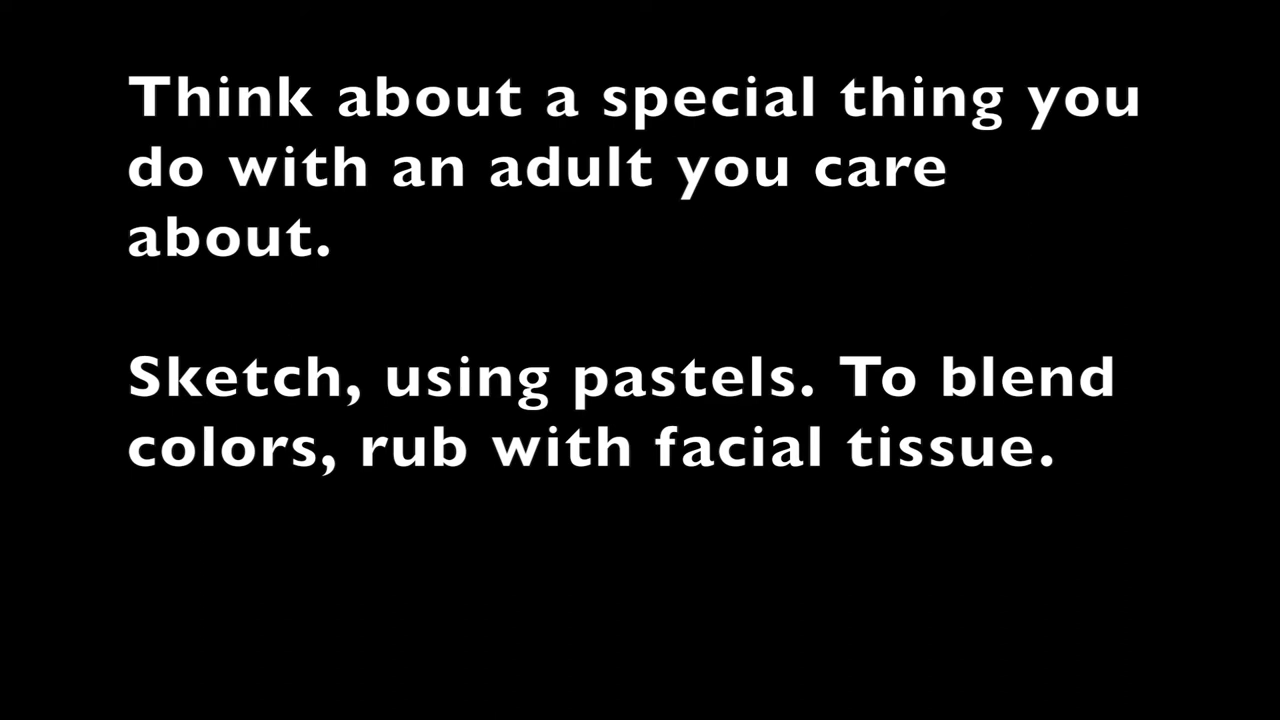 Think about a special thing you
do with an adult you care
about.
Sketch, using pastels. To blend
colors, rub with facial tissue.